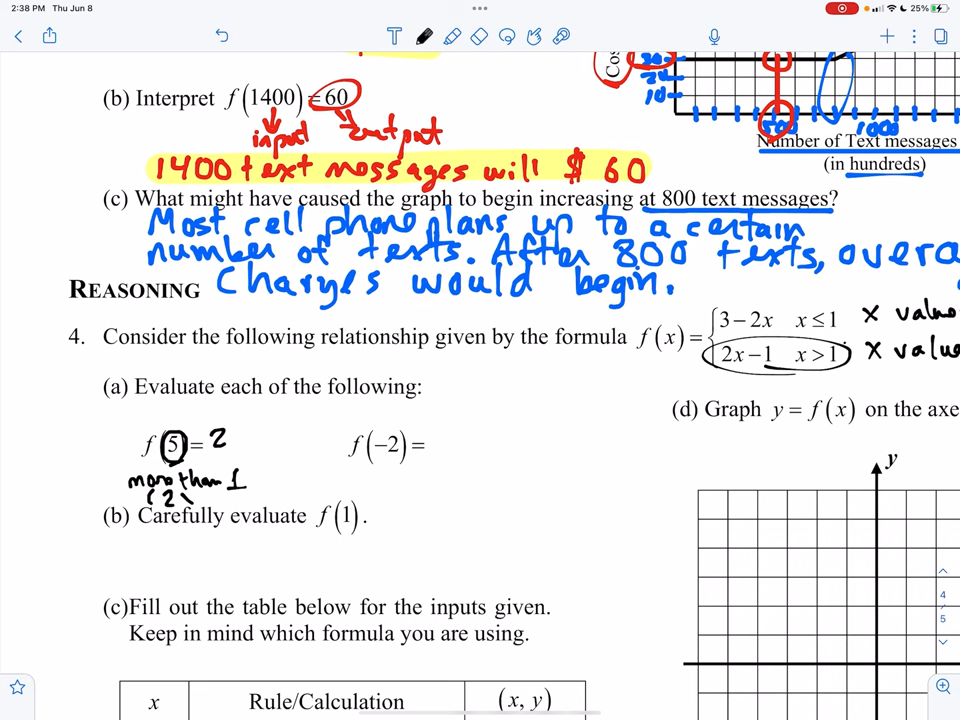 2:38 PM Thu Jun 8
25%
T
Cos
30
20
10
500
1000
Number of Text messages
(in hundreds)
(b) Interpret f(1400) = 60
input output
1400 text messages will $ 60
(c) What might have caused the graph to begin increasing at 800 text messages?
Most cell phone plans up to a certain
number of texts. After 800 texts, overa
charges would begin.
REASONING
4. Consider the following relationship given by the formula f(x) = { 3 − 2x x ≤ 1 x value
2x − 1 x > 1 x value
(a) Evaluate each of the following:
f(5) = 2 f(−2) =
more than 1
(2)
(b) Carefully evaluate f(1).
(c)Fill out the table below for the inputs given.
Keep in mind which formula you are using.
x Rule/Calculation (x, y)
(d) Graph y = f(x) on the axe
y
4
5